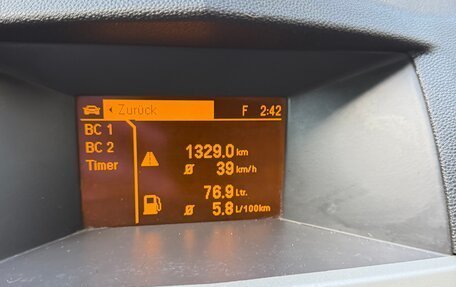 Zurück F 2:42
BC 1
BC 2
Timer
1329.0 km
Ø 39 km/h
76.9 Ltr.
Ø 5.8 L/100km